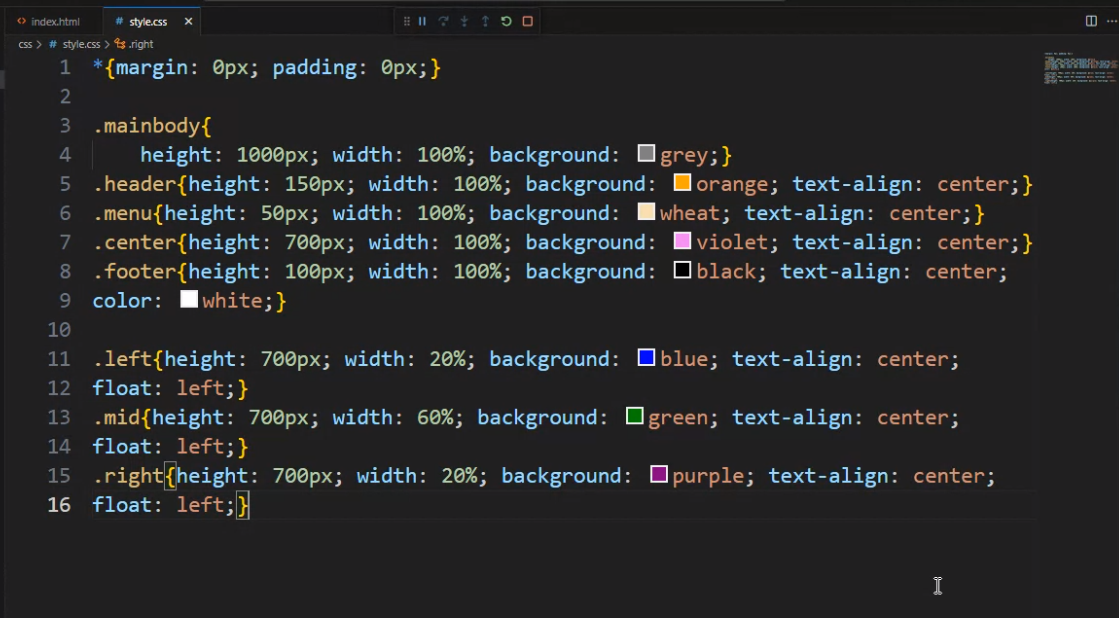 index.html
style.css
css > style.css > .right
1 *{margin: 0px; padding: 0px;}
2
3 .mainbody{
4     height: 1000px; width: 100%; background: grey;}
5 .header{height: 150px; width: 100%; background: orange; text-align: center;}
6 .menu{height: 50px; width: 100%; background: wheat; text-align: center;}
7 .center{height: 700px; width: 100%; background: violet; text-align: center;}
8 .footer{height: 100px; width: 100%; background: black; text-align: center;
9 color: white;}
10
11 .left{height: 700px; width: 20%; background: blue; text-align: center;
12 float: left;}
13 .mid{height: 700px; width: 60%; background: green; text-align: center;
14 float: left;}
15 .right{height: 700px; width: 20%; background: purple; text-align: center;
16 float: left;}